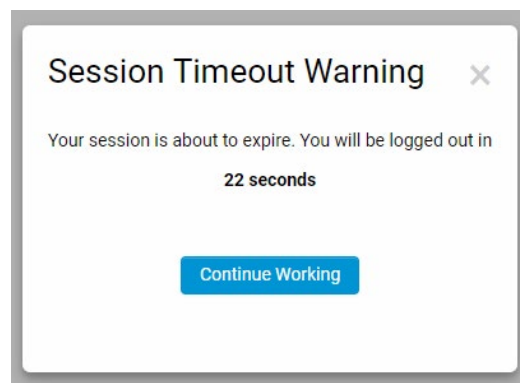 Session Timeout Warning ×
Your session is about to expire. You will be logged out in
22 seconds
Continue Working